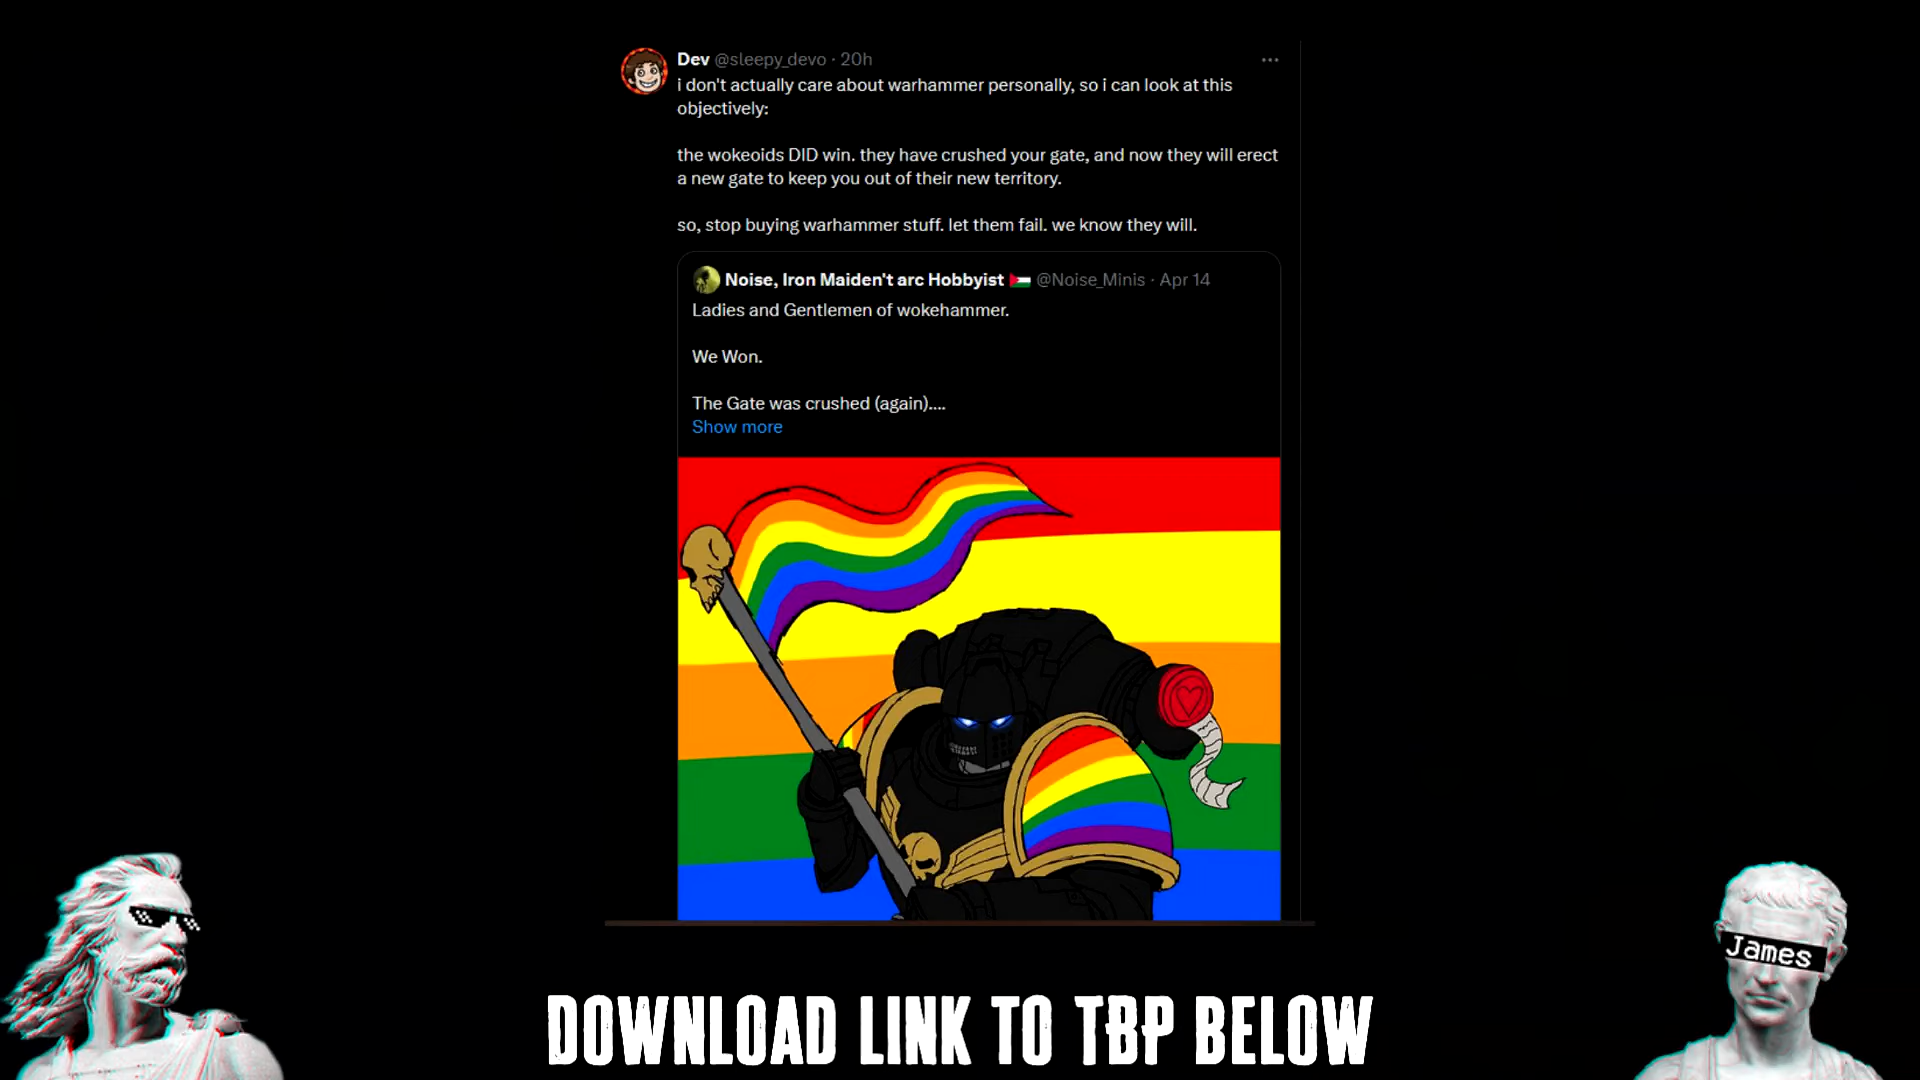 Dev @sleepy_devo · 20h
i don't actually care about warhammer personally, so i can look at this
objectively:
the wokeoids DID win. they have crushed your gate, and now they will erect
a new gate to keep you out of their new territory.
so, stop buying warhammer stuff. let them fail. we know they will.
Noise, Iron Maiden't arc Hobbyist @Noise_Minis · Apr 14
Ladies and Gentlemen of wokehammer.
We Won.
The Gate was crushed (again)....
Show more
James
DOWNLOAD LINK TO TBP BELOW